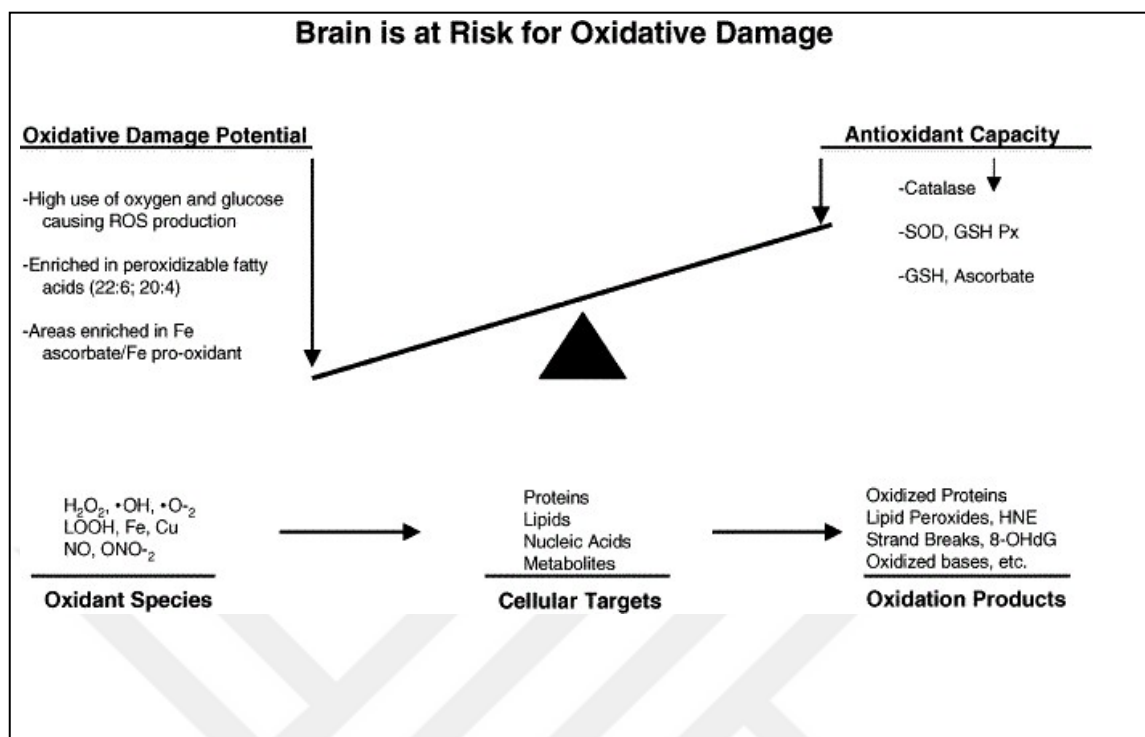 Brain is at Risk for Oxidative Damage
Oxidative Damage Potential
-High use of oxygen and glucose
causing ROS production
-Enriched in peroxidizable fatty
acids (22:6; 20:4)
-Areas enriched in Fe
ascorbate/Fe pro-oxidant
Antioxidant Capacity
-Catalase
-SOD, GSH Px
-GSH, Ascorbate
H₂O₂, •OH, •O-₂
LOOH, Fe, Cu
NO, ONO-₂
Oxidant Species
Proteins
Lipids
Nucleic Acids
Metabolites
Cellular Targets
Oxidized Proteins
Lipid Peroxides, HNE
Strand Breaks, 8-OHdG
Oxidized bases, etc.
Oxidation Products